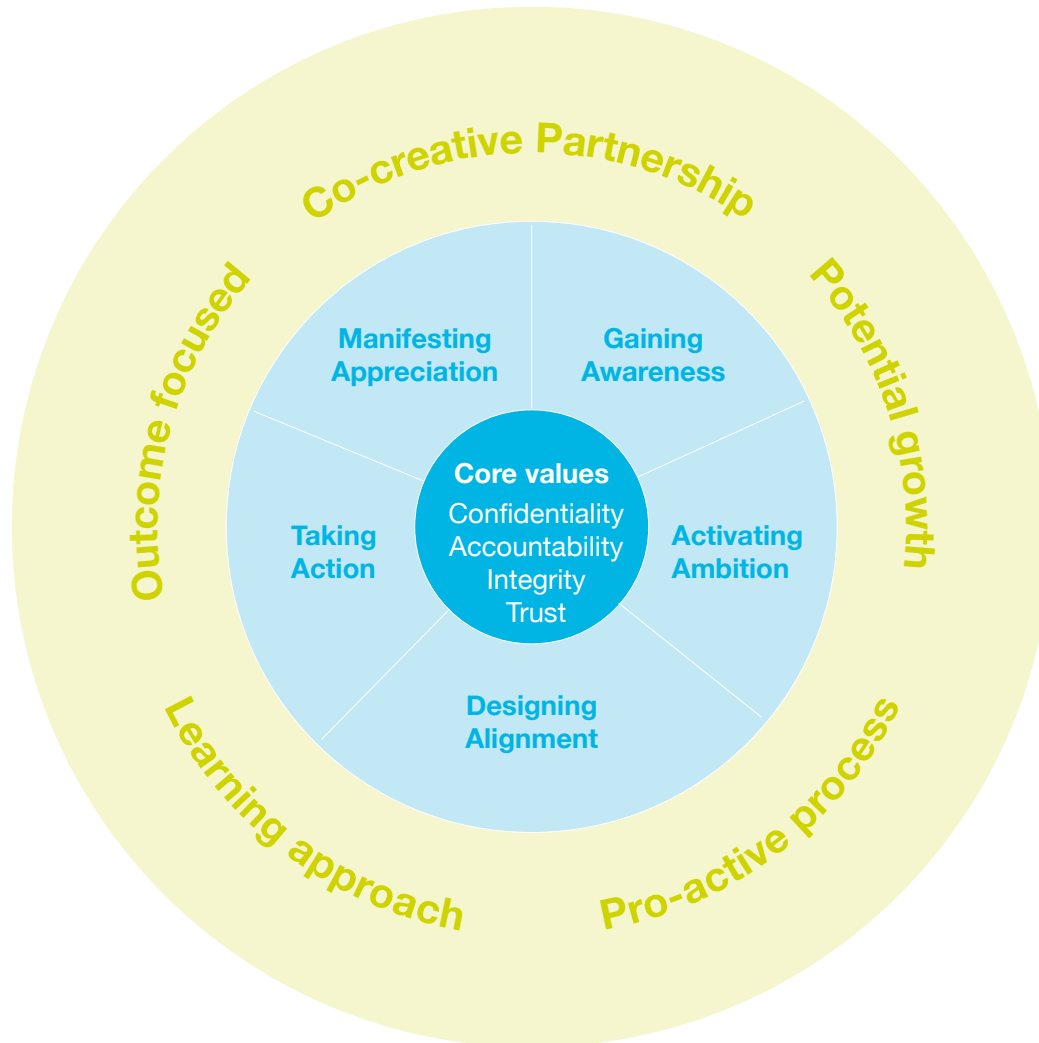 Co-creative Partnership
Potential growth
Pro-active process
Learning approach
Outcome focused
Manifesting
Appreciation
Gaining
Awareness
Activating
Ambition
Designing
Alignment
Taking
Action
Core values
Confidentiality
Accountability
Integrity
Trust